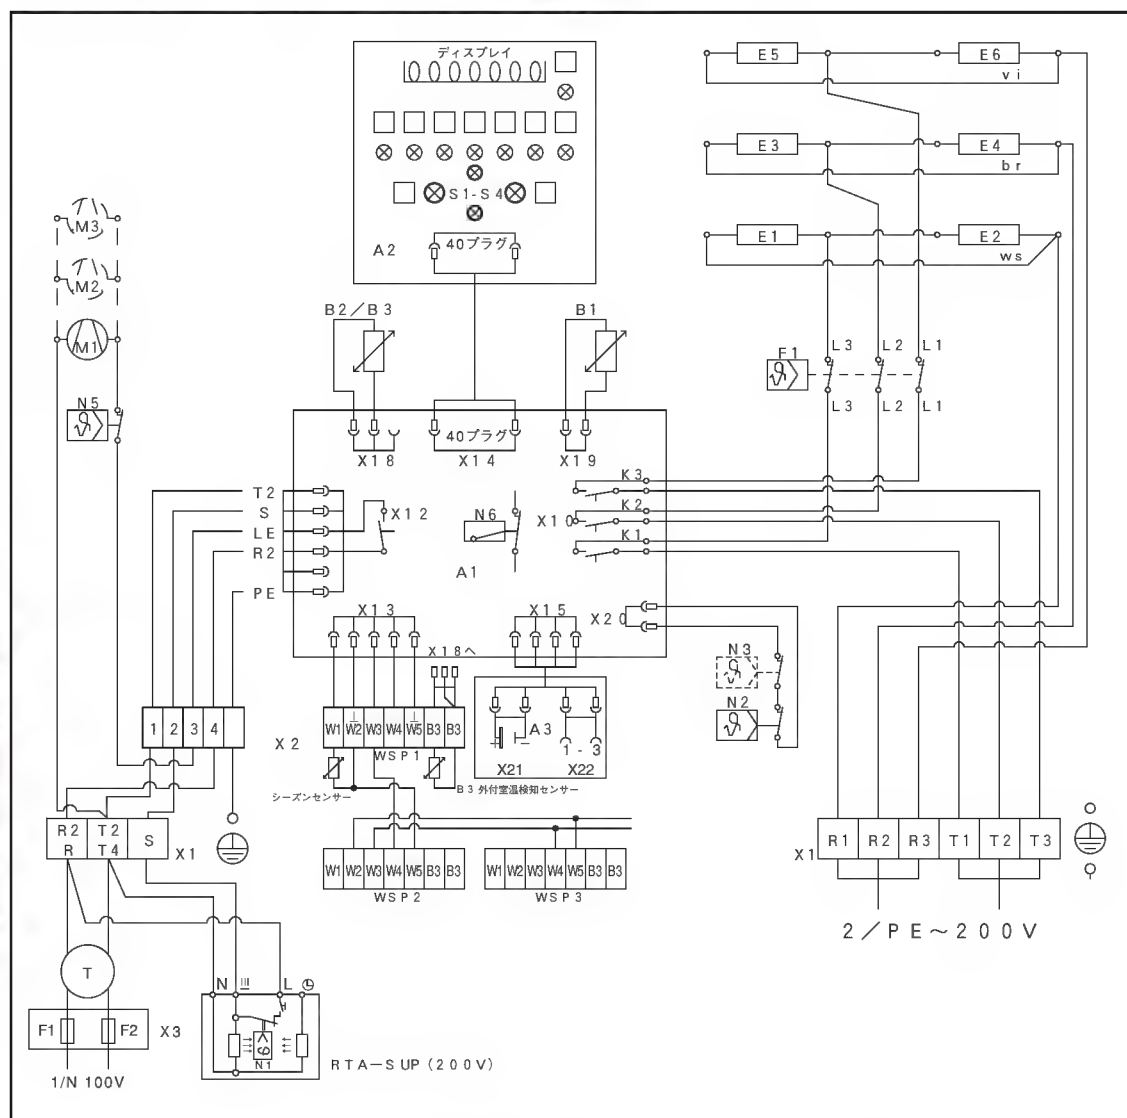 ディスプレイ
S1-S4
40プラグ
A2
E5
E6
vi
E3
E4
br
E1
E2
ws
M3
M2
M1
B2/B3
B1
F1
L3
L2
L1
L3
L2
L1
N5
X18
40プラグ
X14
X19
T2
S
LE
R2
PE
X12
N6
A1
K3
X10
K2
K1
X13
X15
X20
X18へ
N3
N2
1 2 3 4
X2
W1 W2 W3 W4 W5 B3 B3
WSP1
A3
1-3
X21
X22
シーズンセンサー
B3 外付室温検知センサー
R2 T2 S
R T4
X1
W1 W2 W3 W4 W5 B3 B3
WSP2
W1 W2 W3 W4 W5 B3 B3
WSP3
X1
R1 R2 R3 T1 T2 T3
2/PE~200V
T
N
L
F1
F2
X3
N1
RTA-SUP(200V)
1/N 100V